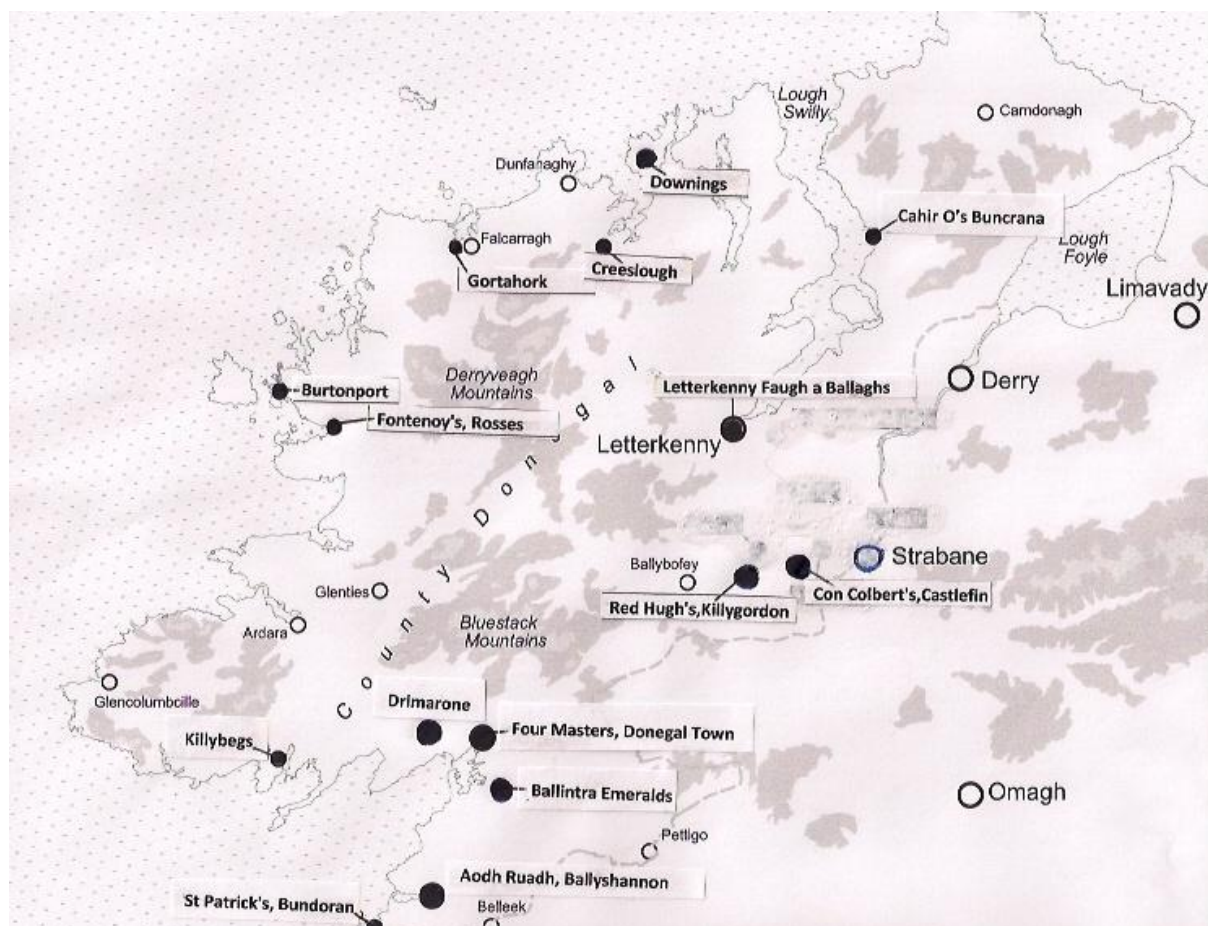 Lough
Swilly
Carndonagh
Dunfanaghy
Downings
Cahir O's Buncrana
Falcarragh
Gortahork
Creeslough
Lough
Foyle
Limavady
Derryveagh
Mountains
Burtonport
Letterkenny Faugh a Ballaghs
Derry
Fontenoy's, Rosses
Letterkenny
County Donegal
Strabane
Ballybofey
Con Colbert's,Castlefin
Red Hugh's,Killygordon
Glenties
Ardara
Bluestack
Mountains
Glencolumbcille
Drimarone
Four Masters, Donegal Town
Killybegs
Ballintra Emeralds
Omagh
Pettigo
Aodh Ruadh, Ballyshannon
St Patrick's, Bundoran
Belleek